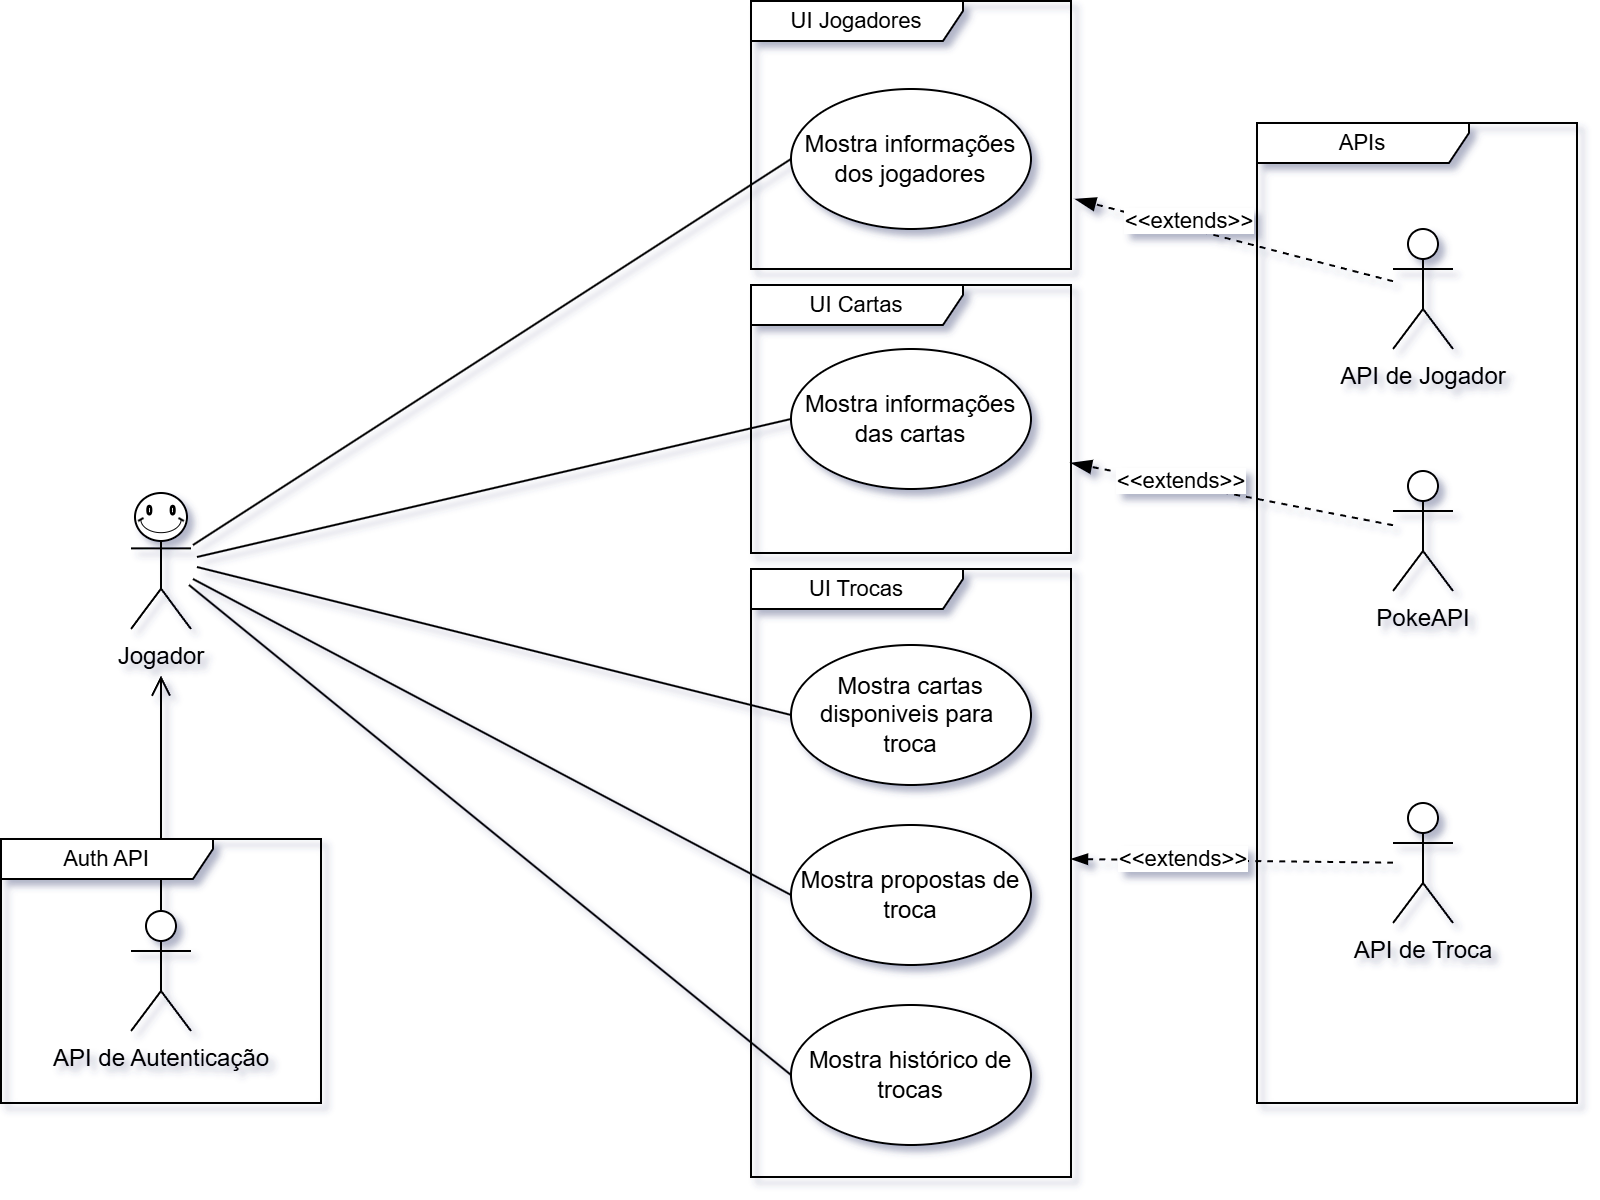 UI Jogadores
Mostra informações
dos jogadores
APIs
<<extends>>
API de Jogador
UI Cartas
Mostra informações
das cartas
<<extends>>
PokeAPI
Jogador
UI Trocas
Mostra cartas
disponiveis para
troca
Mostra propostas de
troca
<<extends>>
API de Troca
Mostra histórico de
trocas
Auth API
API de Autenticação